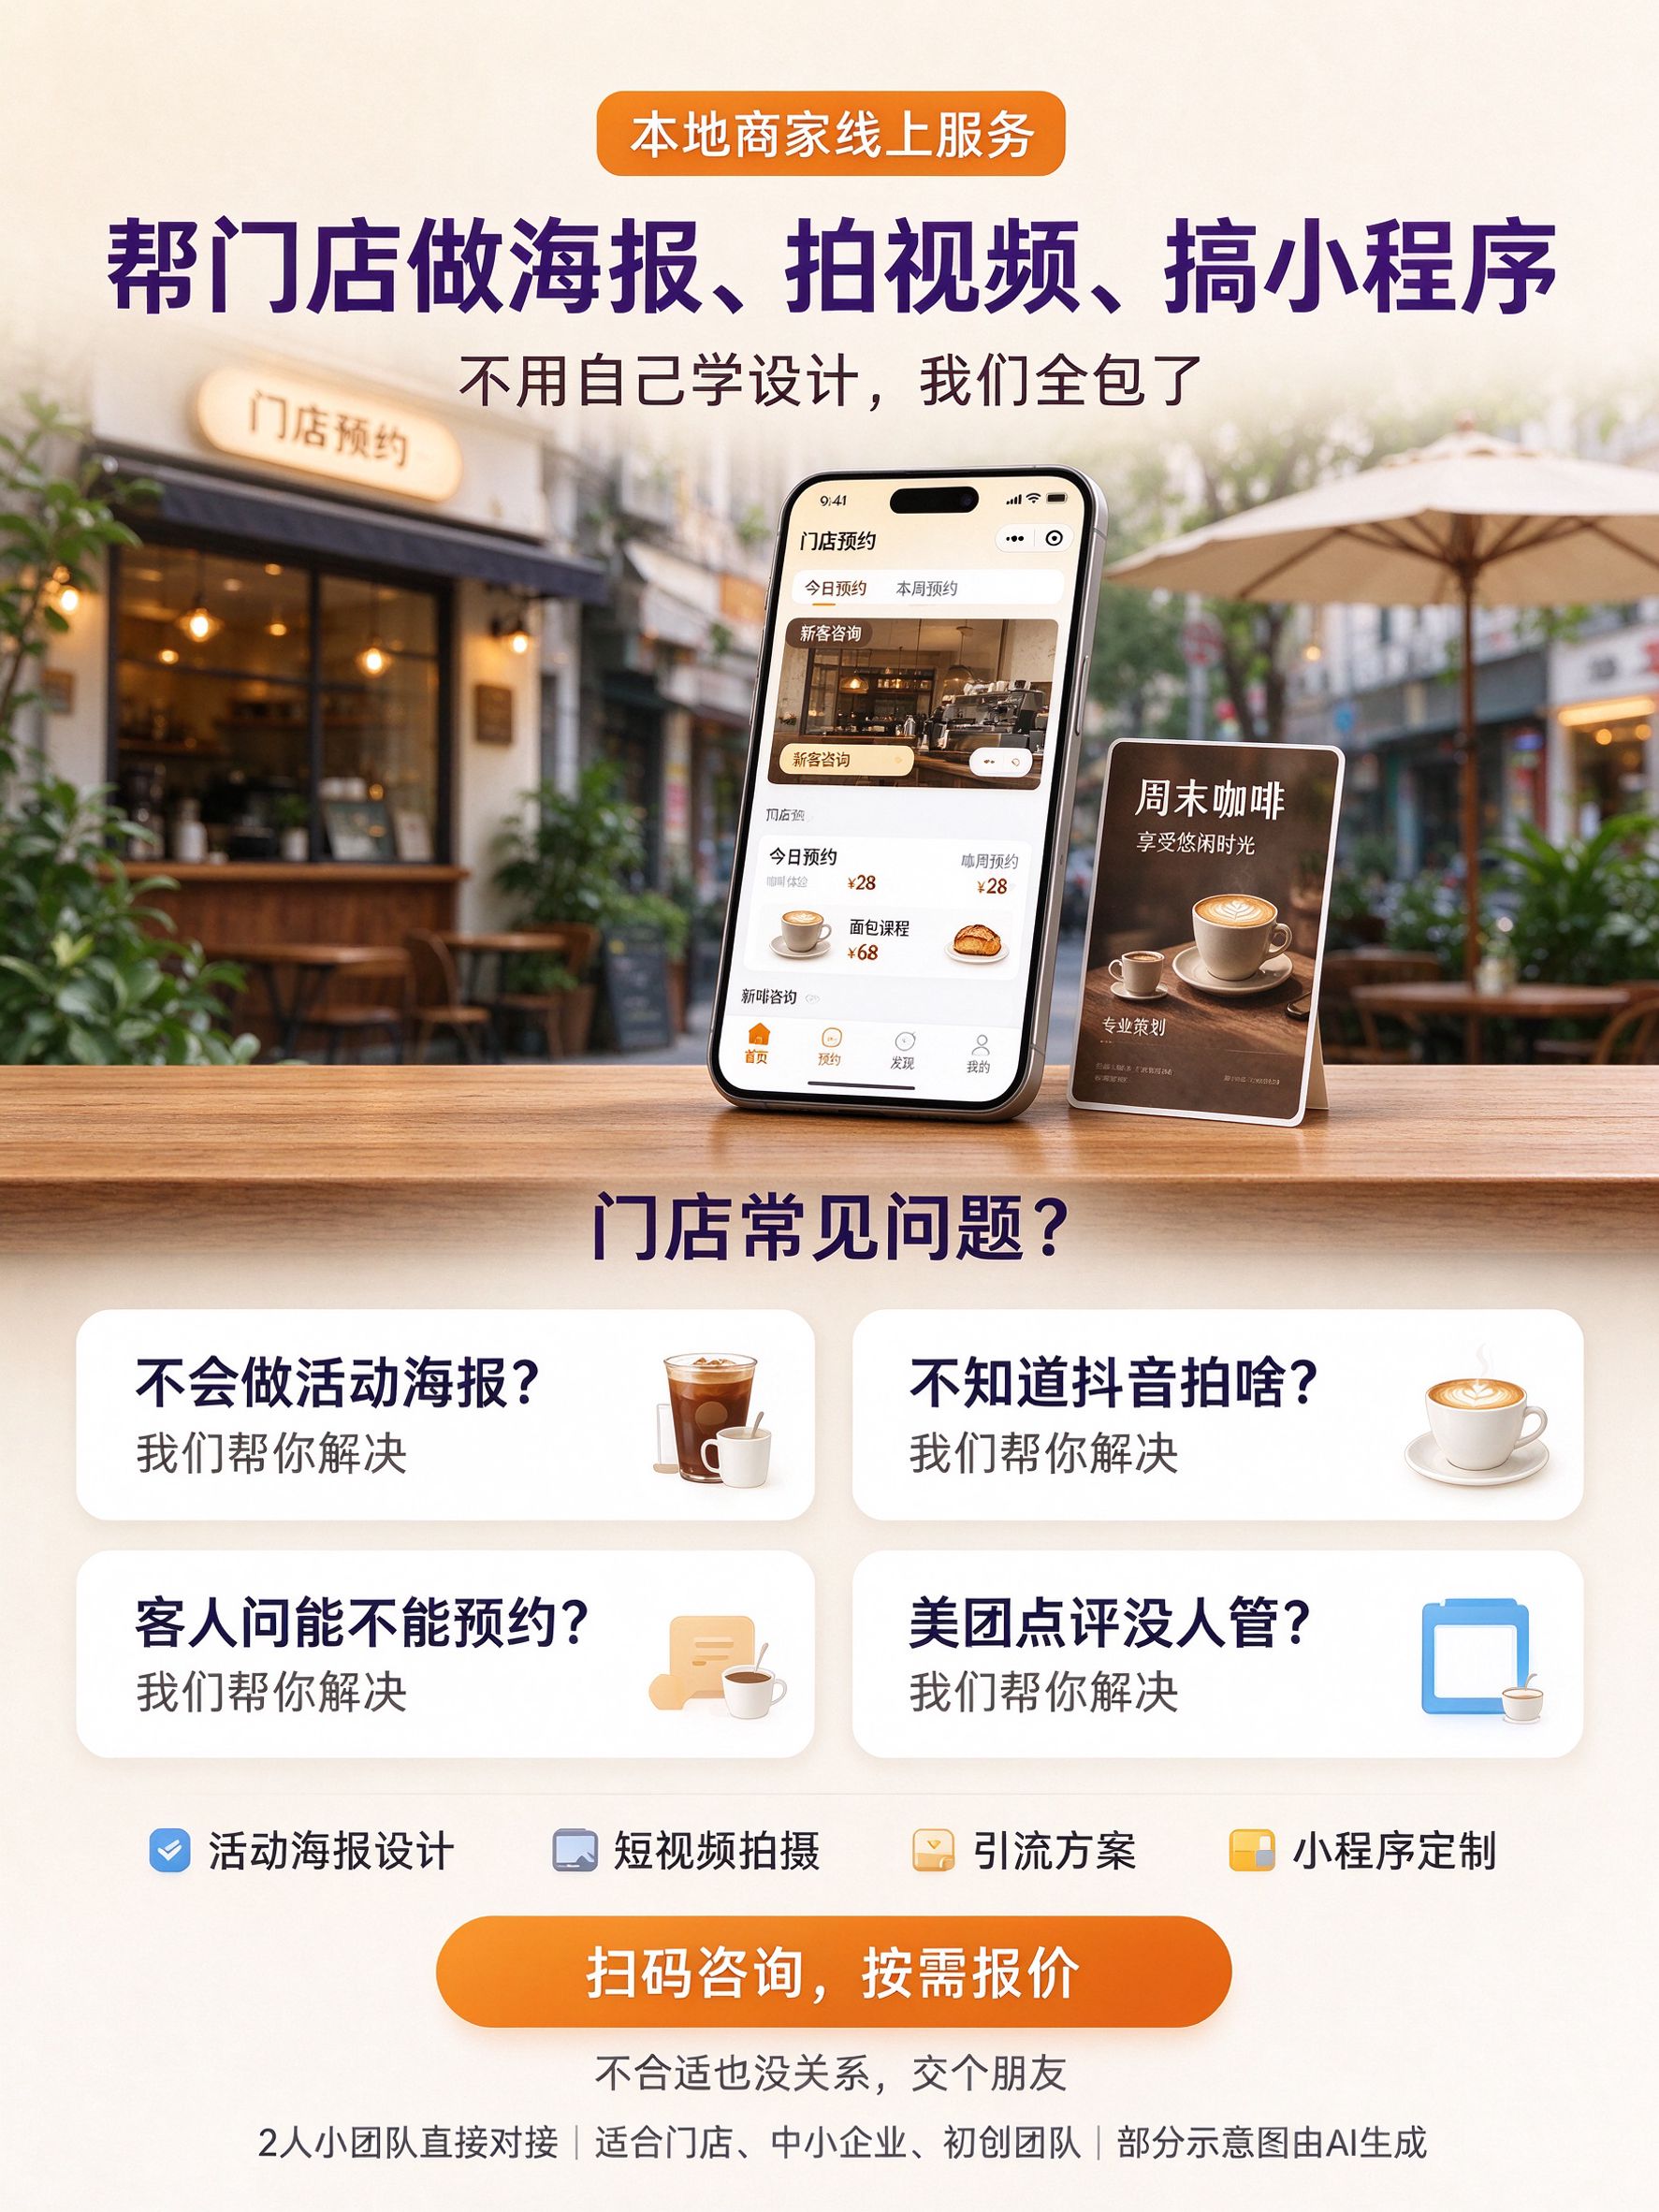 本地商家线上服务
帮门店做海报、拍视频、搞小程序
不用自己学设计，我们全包了
门店预约
9:41
门店预约
今日预约 本周预约
新客咨询
新客咨询
今日预约
周预约
¥28 ¥28
面包课程
¥68
新啡咨询
首页 预约 发现 我的
周末咖啡
享受悠闲时光
专业策划
门店常见问题？
不会做活动海报？
我们帮你解决
不知道抖音拍啥？
我们帮你解决
客人问能不能预约？
我们帮你解决
美团点评没人管？
我们帮你解决
活动海报设计 短视频拍摄 引流方案 小程序定制
扫码咨询，按需报价
不合适也没关系，交个朋友
2人小团队直接对接｜适合门店、中小企业、初创团队｜部分示意图由AI生成